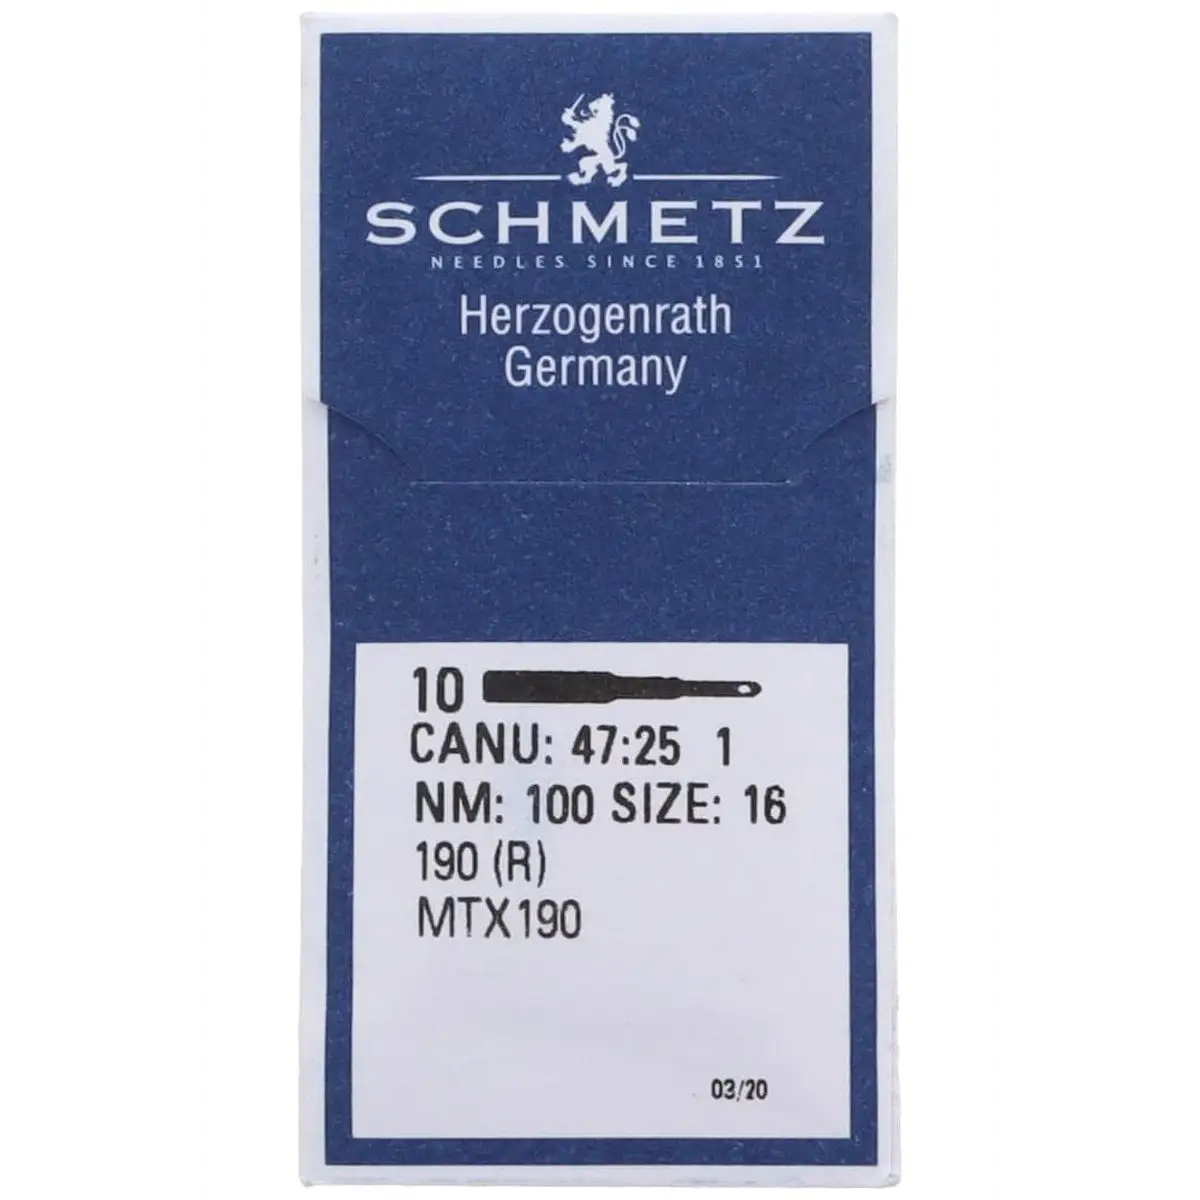 SCHMETZ
NEEDLES SINCE 1851
Herzogenrath
Germany
10
CANU: 47:25 1
NM: 100 SIZE: 16
190 (R)
MTX190
03/20